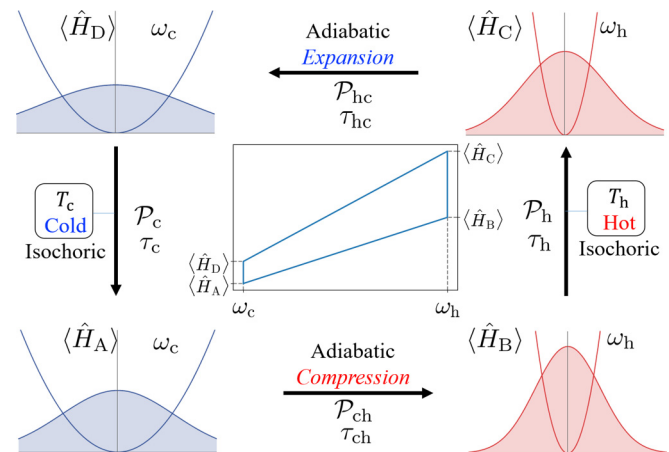 ⟨Ĥ_D⟩ ω_c
Adiabatic
Expansion
𝒫_hc
τ_hc
⟨Ĥ_C⟩ ω_h
T_c
Cold
Isochoric
𝒫_c
τ_c
⟨Ĥ_C⟩
⟨Ĥ_B⟩
⟨Ĥ_D⟩
⟨Ĥ_A⟩
ω_c ω_h
𝒫_h
τ_h
T_h
Hot
Isochoric
⟨Ĥ_A⟩ ω_c
Adiabatic
Compression
𝒫_ch
τ_ch
⟨Ĥ_B⟩ ω_h